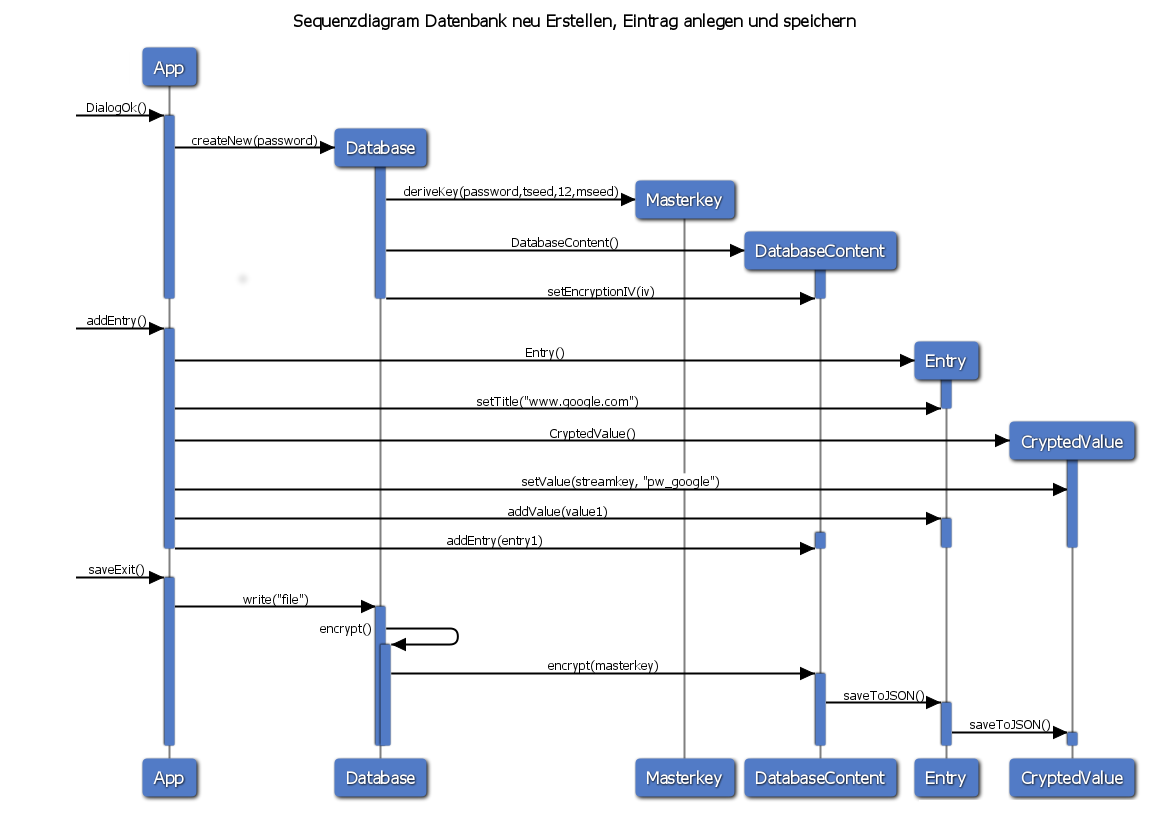 Sequenzdiagram Datenbank neu Erstellen, Eintrag anlegen und speichern
App
DialogOk()
createNew(password)
Database
deriveKey(password,tseed,12,mseed)
Masterkey
DatabaseContent()
DatabaseContent
setEncryptionIV(iv)
addEntry()
Entry()
Entry
setTitle("www.google.com")
CryptedValue()
CryptedValue
setValue(streamkey, "pw_google")
addValue(value1)
addEntry(entry1)
saveExit()
write("file")
encrypt()
encrypt(masterkey)
saveToJSON()
saveToJSON()
App
Database
Masterkey
DatabaseContent
Entry
CryptedValue